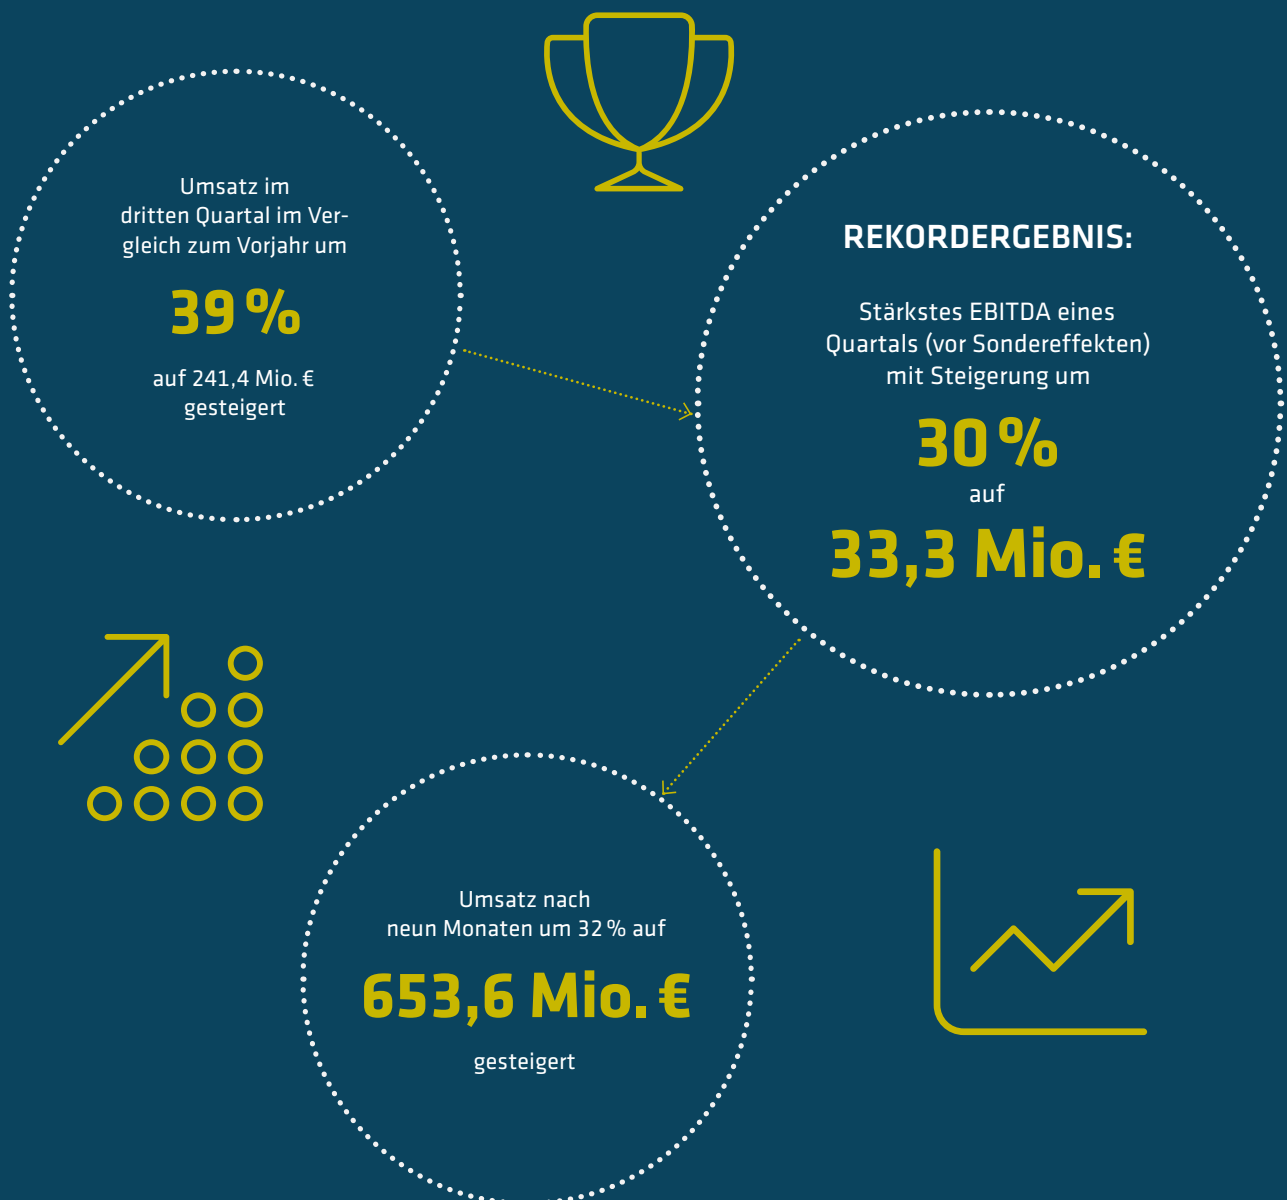 Umsatz im
dritten Quartal im Ver-
gleich zum Vorjahr um
39 %
auf 241,4 Mio. €
gesteigert
REKORDERGEBNIS:
Stärkstes EBITDA eines
Quartals (vor Sondereffekten)
mit Steigerung um
30 %
auf
33,3 Mio. €
Umsatz nach
neun Monaten um 32 % auf
653,6 Mio. €
gesteigert